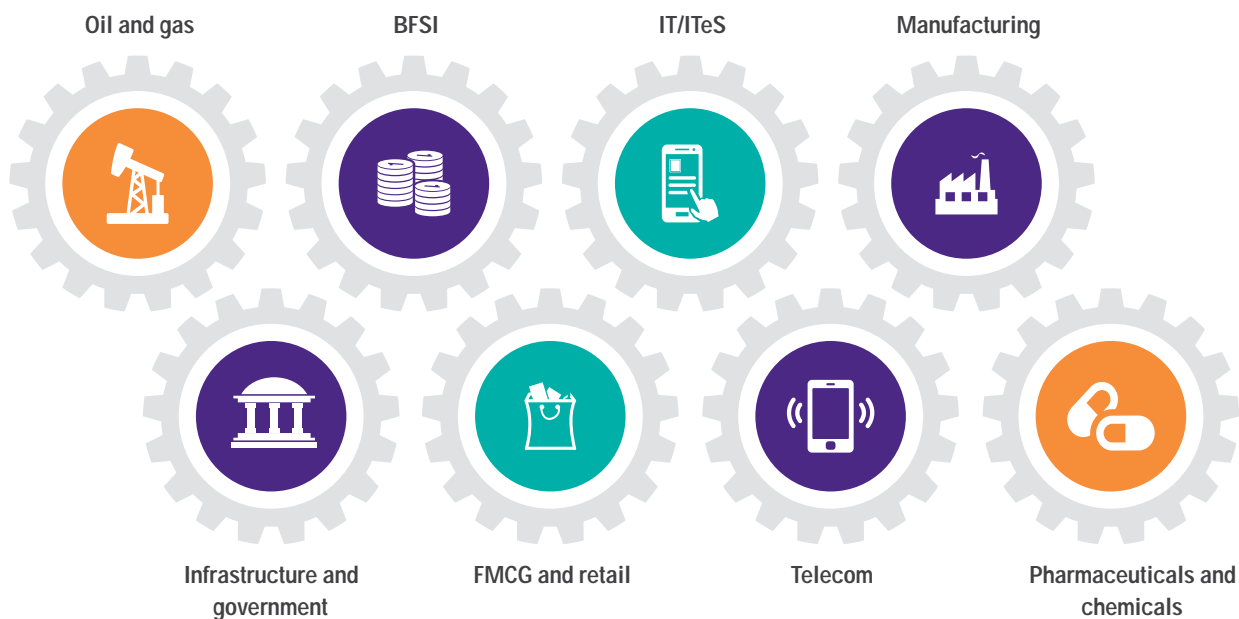 Oil and gas
BFSI
IT/ITeS
Manufacturing
Infrastructure and
government
FMCG and retail
Telecom
Pharmaceuticals and
chemicals